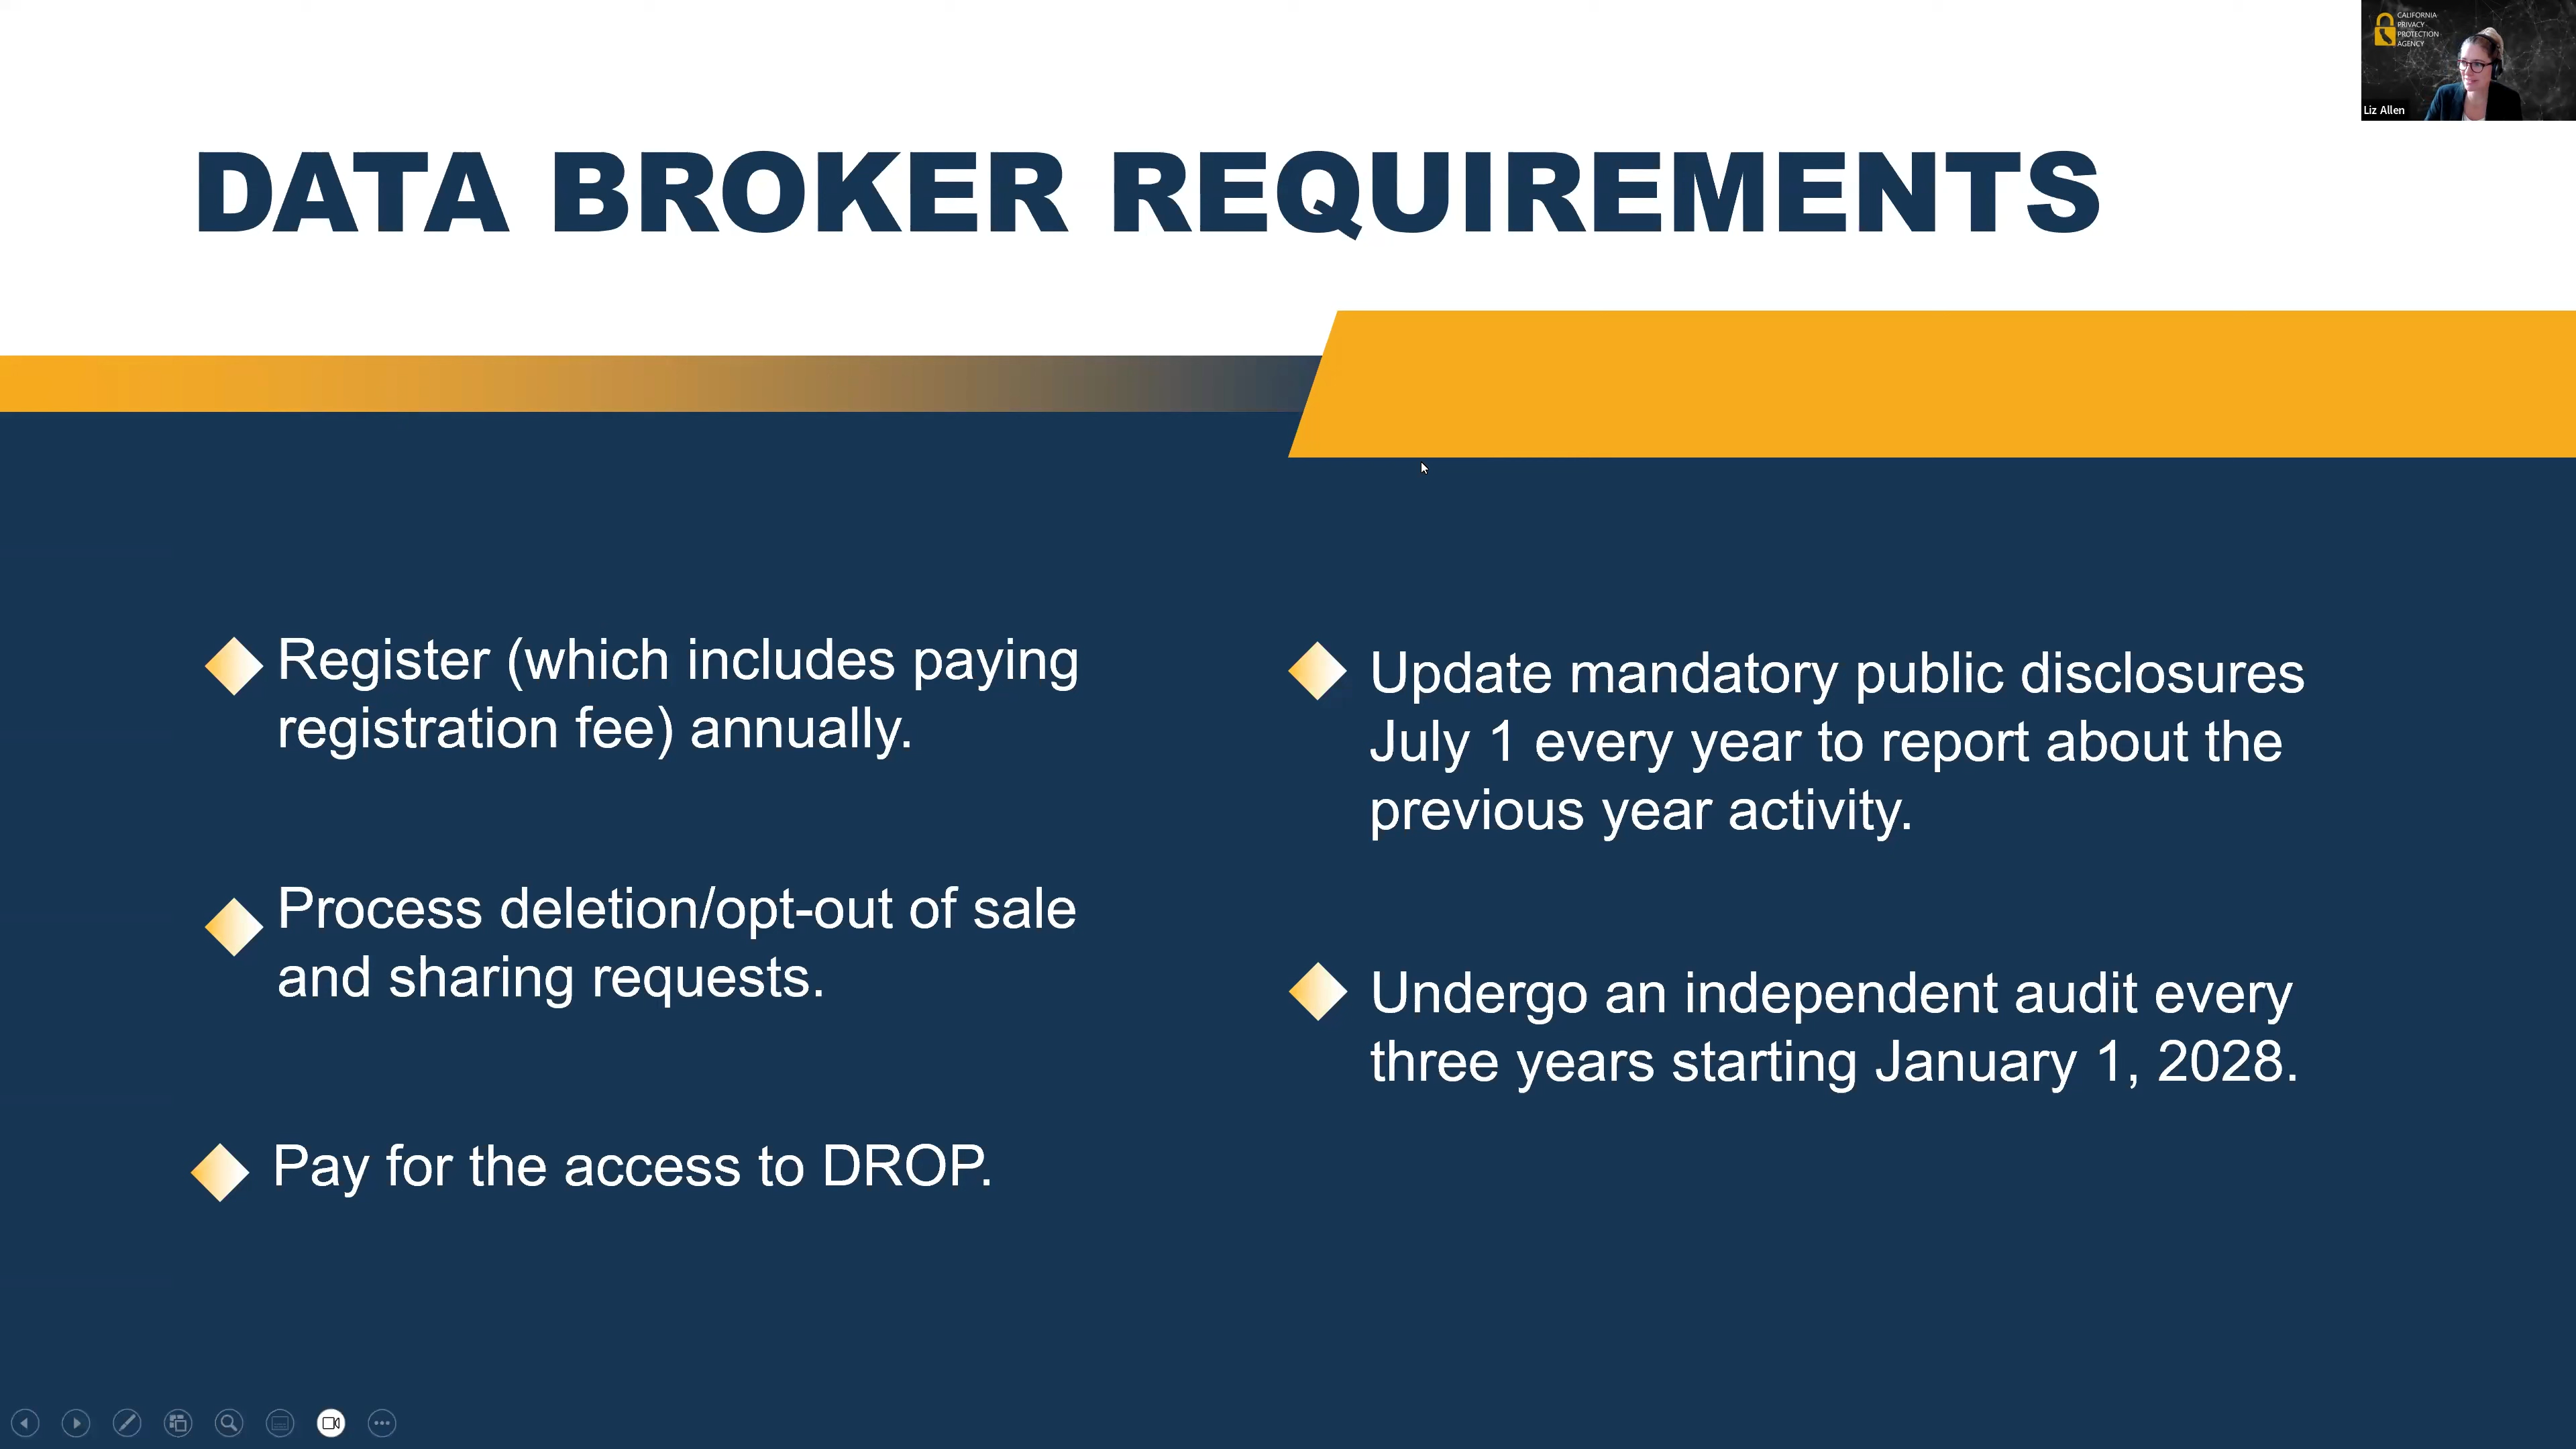 CALIFORNIA
PRIVACY
PROTECTION
AGENCY
Liz Allen
DATA BROKER REQUIREMENTS
Register (which includes paying
registration fee) annually.
Process deletion/opt-out of sale
and sharing requests.
Pay for the access to DROP.
Update mandatory public disclosures
July 1 every year to report about the
previous year activity.
Undergo an independent audit every
three years starting January 1, 2028.